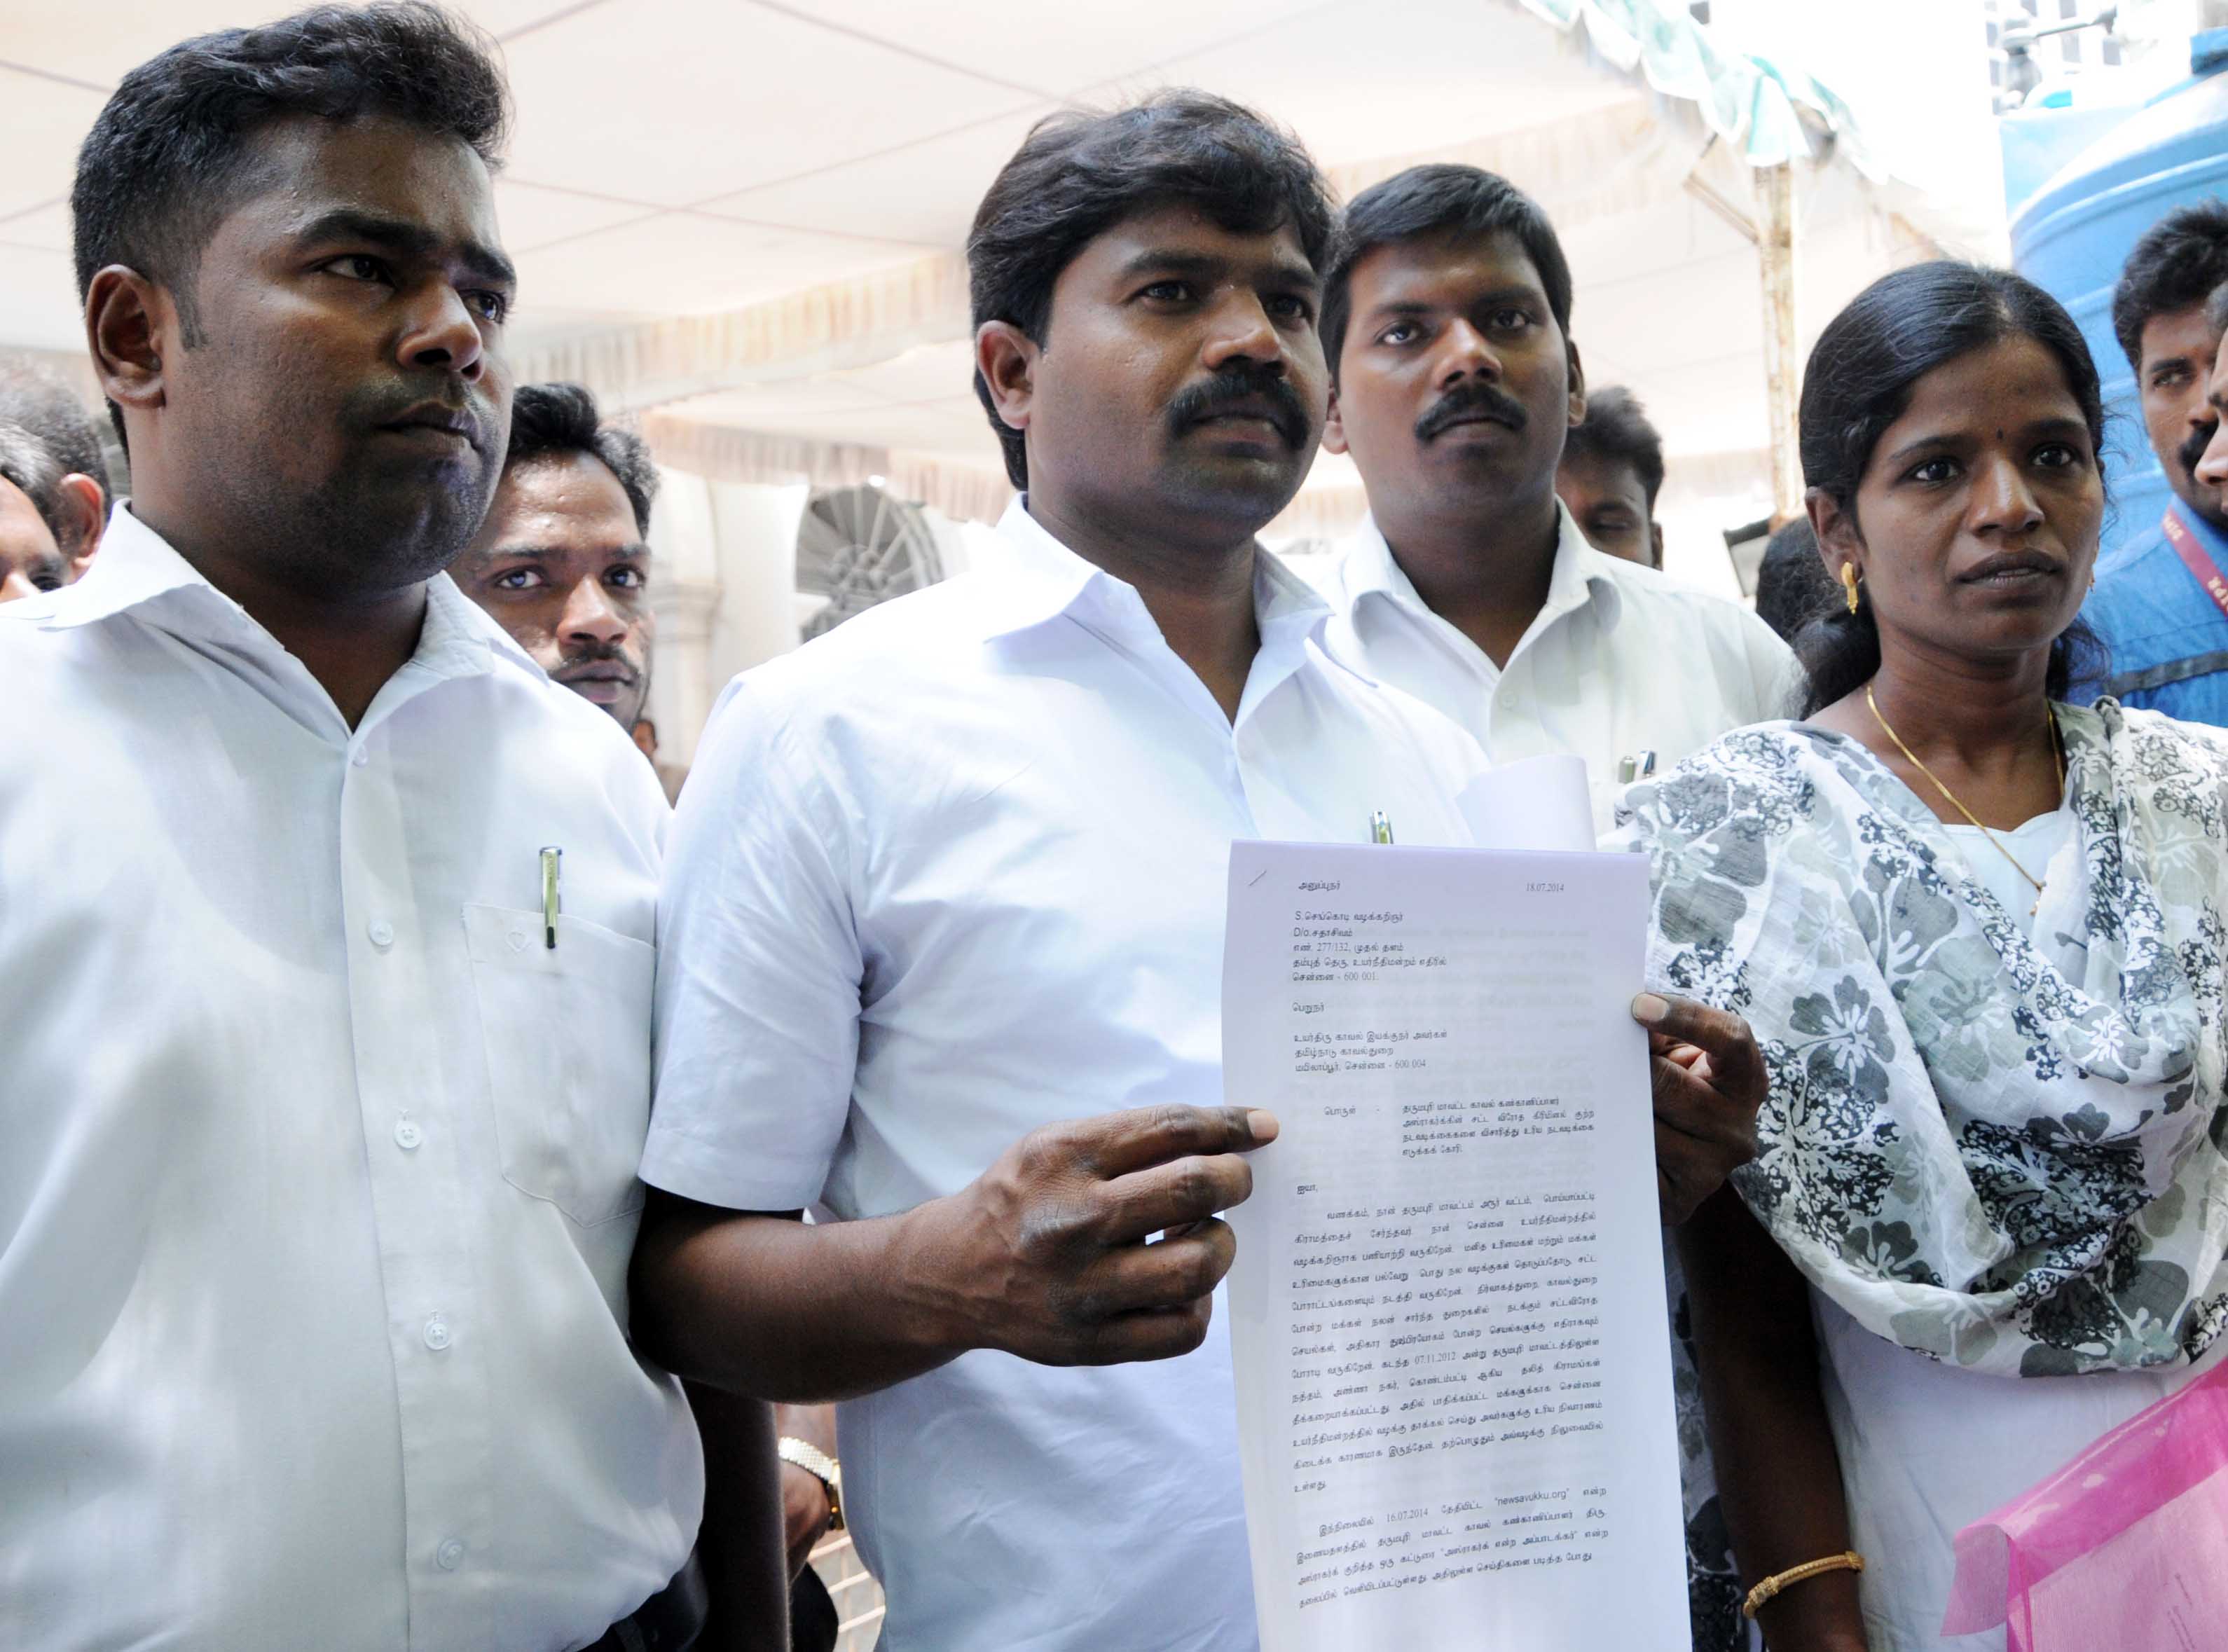 அனுப்புநர்
18.07.2014
S.செங்கொடி வழக்கறிஞர்
D/o.சதாசிவம்
எண். 277/132, முதல் தளம்
தம்புத் தெரு, உயர்நீதிமன்றம் எதிரில்
சென்னை - 600 001.
பெறுநர்
உயர்திரு காவல் இயக்குநர் அவர்கள்
தமிழ்நாடு காவல்துறை
மயிலாப்பூர், சென்னை - 600 004
பொருள் - தருமபுரி மாவட்ட காவல் கண்காணிப்பாளர்
அஸ்ராகர்க்கின் சட்ட விரோத கிரிமினல் குற்ற
நடவடிக்கைகளை விசாரித்து உரிய நடவடிக்கை
எடுக்கக் கோரி.
ஐயா,
வணக்கம், நான் தருமபுரி மாவட்டம் அரூர் வட்டம், பொய்யாப்பட்டி
கிராமத்தைச் சேர்ந்தவர். நான் சென்னை உயர்நீதிமன்றத்தில்
வழக்கறிஞராக பணியாற்றி வருகிறேன். மனித உரிமைகள் மற்றும் மக்கள்
உரிமைகளுக்கான பல்வேறு பொது நல வழக்குகள் தொடுப்பதோடு சட்ட
போராட்டங்களையும் நடத்தி வருகிறேன். நிர்வாகத்துறை, காவல்துறை
போன்ற மக்கள் நலன் சார்ந்த துறைகளில் நடக்கும் சட்டவிரோத
செயல்கள், அதிகார துஷ்பிரயோகம் போன்ற செயல்களுக்கு எதிராகவும்
போராடி வருகிறேன். கடந்த 07.11.2012 அன்று தருமபுரி மாவட்டத்திலுள்ள
நத்தம், அண்ணா நகர், கொண்டம்பட்டி ஆகிய தலித் கிராமங்கள்
தீக்கிரையாக்கப்பட்டது. அதில் பாதிக்கப்பட்ட மக்களுக்காக சென்னை
உயர்நீதிமன்றத்தில் வழக்கு தாக்கல் செய்து அவர்களுக்கு உரிய நிவாரணம்
கிடைக்க காரணமாக இருந்தேன். தற்பொழுதும் அவ்வழக்கு நிலுவையில்
உள்ளது.
இந்நிலையில் 16.07.2014 தேதியிட்ட "newsavukku.org" என்ற
இணையதளத்தில் தருமபுரி மாவட்ட காவல் கண்காணிப்பாளர் திரு.
அஸ்ராகர்க் குறித்த ஒரு கட்டுரை "அஸ்ராகர்க் என்ற அப்பாடக்கர்" என்ற
தலைப்பில் வெளியிடப்பட்டுள்ளது. அதிலுள்ள செய்திகளை படித்த போது